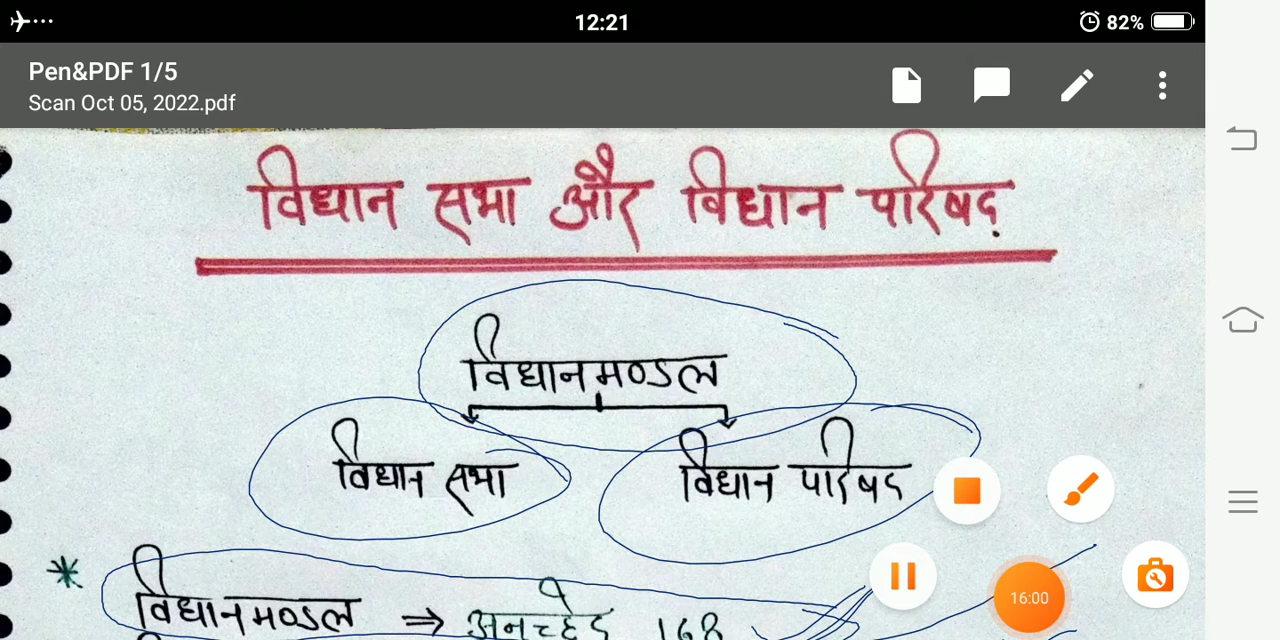 12:21 82%
Pen&PDF 1/5
Scan Oct 05, 2022.pdf
विधान सभा और विधान परिषद
विधानमण्डल
विधान सभा विधान परिषद
* विधानमण्डल ⇒ अनुच्छेद 168
16:00